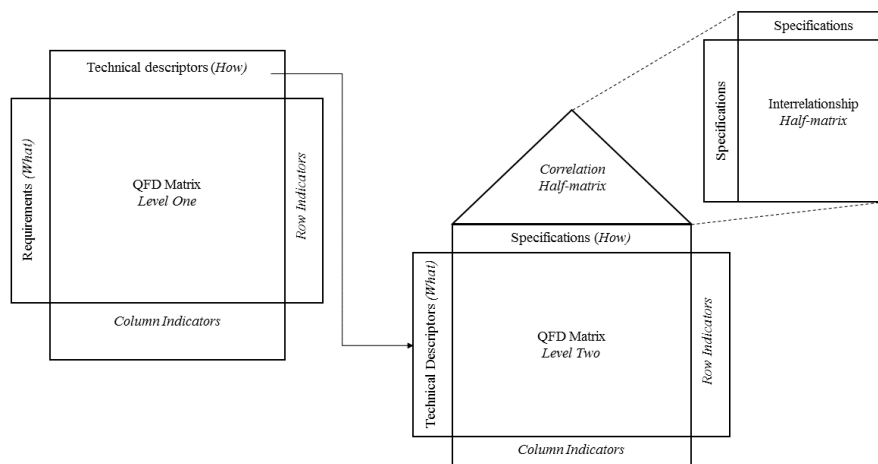 Technical descriptors (How)
Requirements (What)
QFD Matrix
Level One
Row Indicators
Column Indicators
Correlation
Half-matrix
Specifications (How)
Technical Descriptors (What)
QFD Matrix
Level Two
Row Indicators
Column Indicators
Specifications
Specifications
Interrelationship
Half-matrix